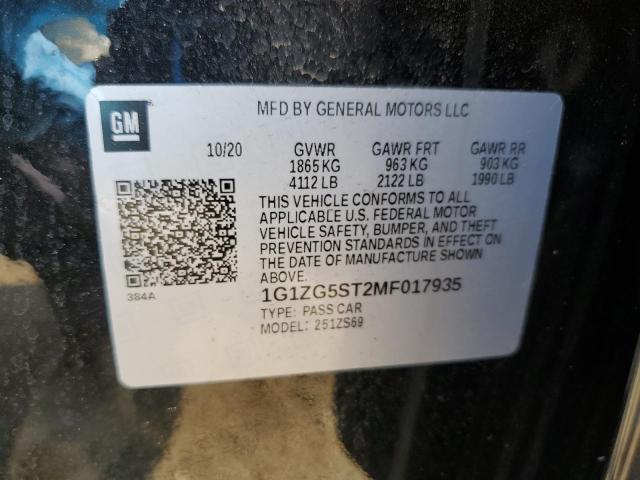 GM
MFD BY GENERAL MOTORS LLC
10/20 GVWR GAWR FRT GAWR RR
1865 KG 963 KG 903 KG
4112 LB 2122 LB 1990 LB
THIS VEHICLE CONFORMS TO ALL
APPLICABLE U.S. FEDERAL MOTOR
VEHICLE SAFETY, BUMPER, AND THEFT
PREVENTION STANDARDS IN EFFECT ON
THE DATE OF MANUFACTURE SHOWN
ABOVE.
384A
1G1ZG5ST2MF017935
TYPE: PASS CAR
MODEL: 251ZS69